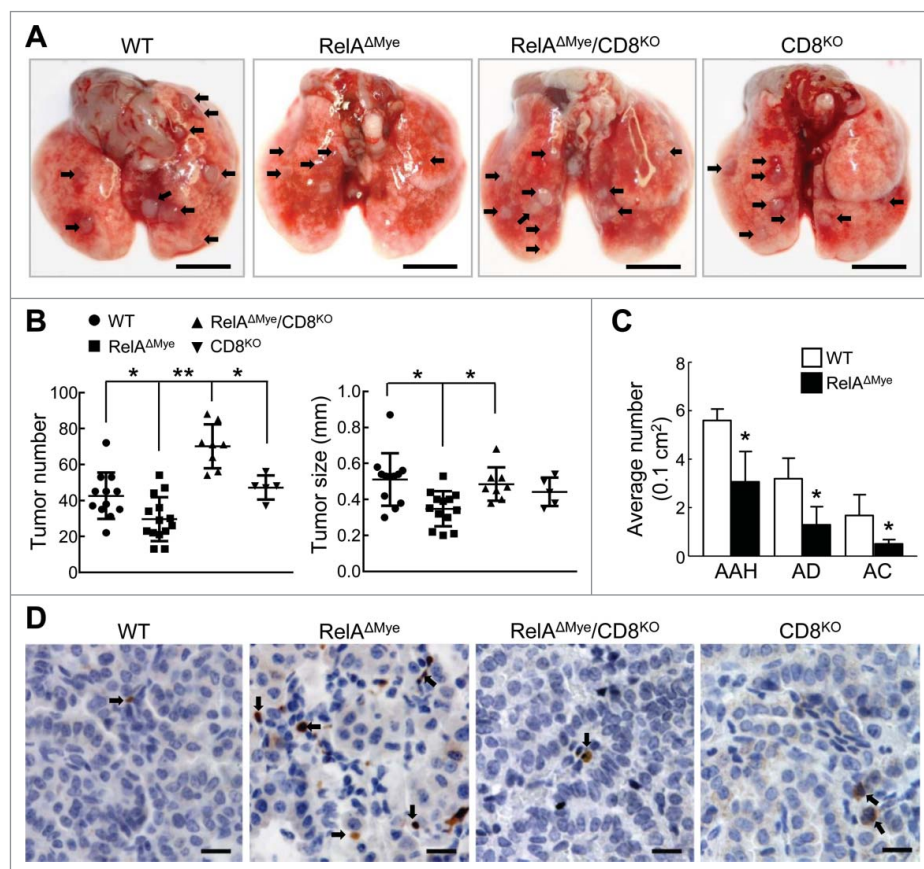 A
WT
RelA^ΔMye
RelA^ΔMye/CD8^KO
CD8^KO
B
● WT
▲ RelA^ΔMye/CD8^KO
■ RelA^ΔMye
▼ CD8^KO
* ** *
Tumor number
100
80
60
40
20
0
* *
Tumor size (mm)
1.0
0.8
0.6
0.4
0.2
0.0
C
WT
RelA^ΔMye
Average number
(0.1 cm²)
8
6
4
2
0
* * *
AAH AD AC
D
WT
RelA^ΔMye
RelA^ΔMye/CD8^KO
CD8^KO